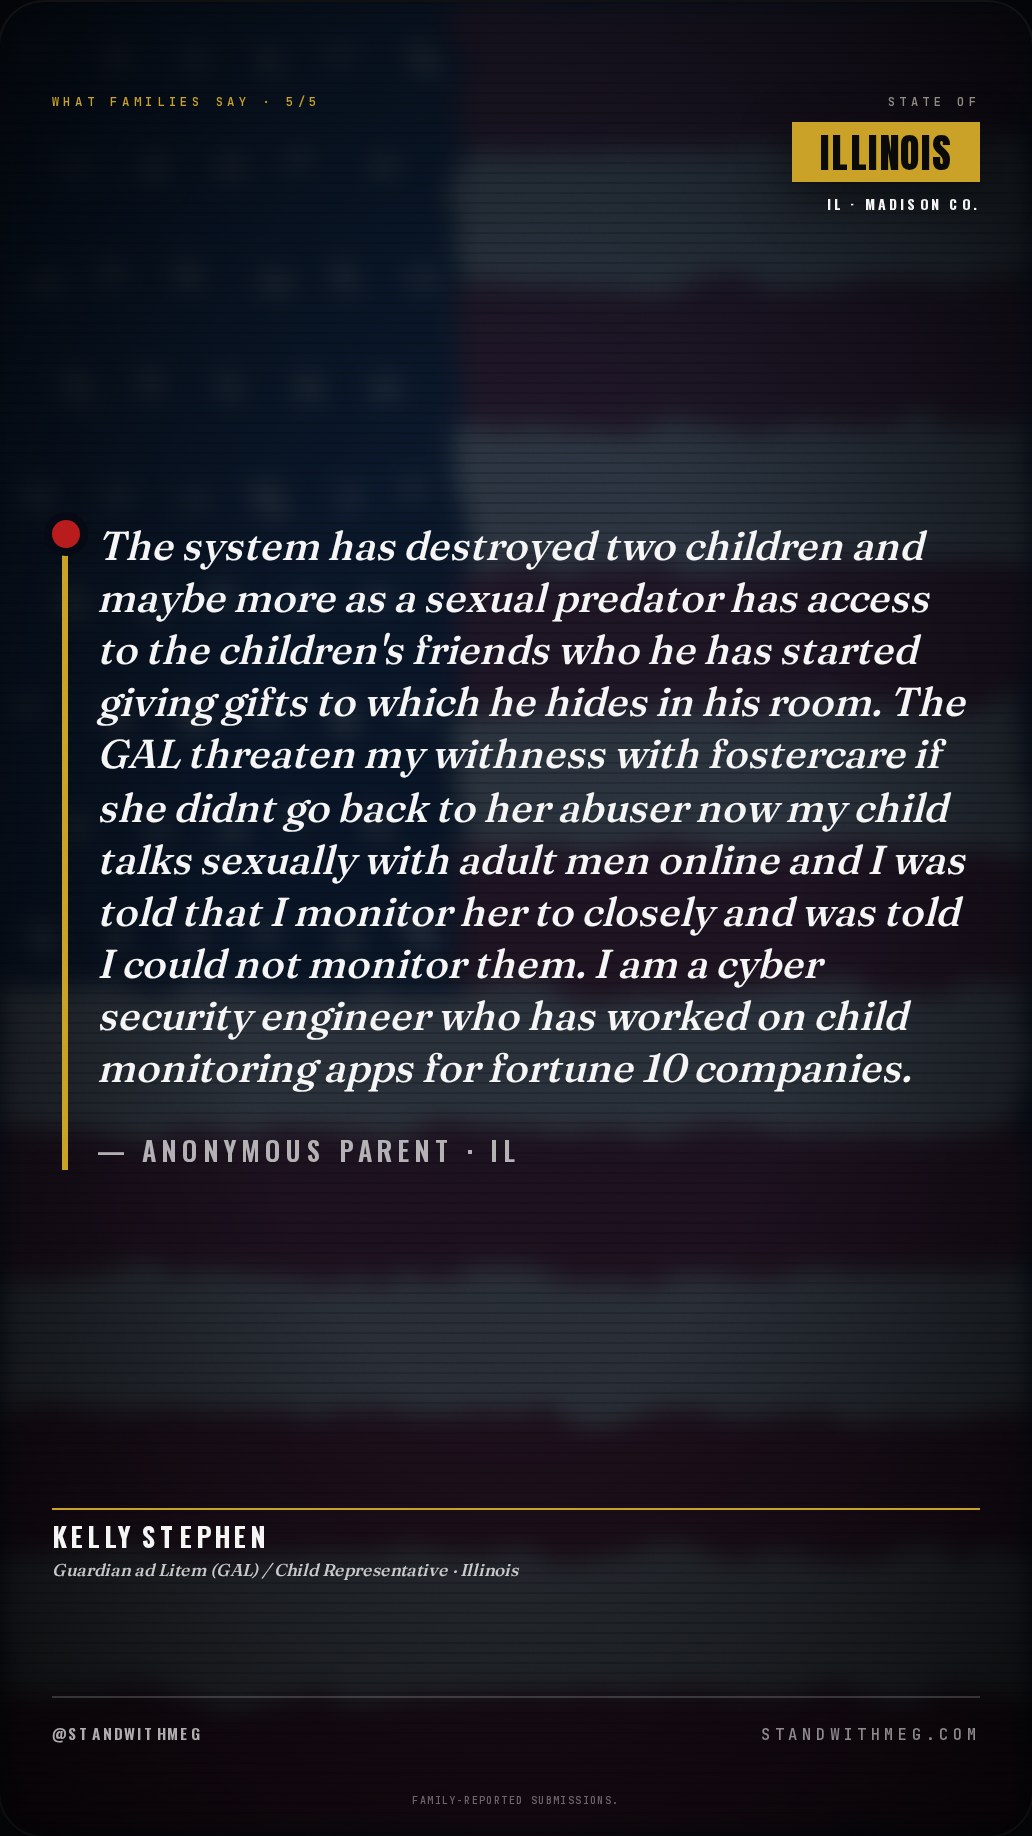 WHAT FAMILIES SAY · 5/5
STATE OF
ILLINOIS
IL · MADISON CO.
The system has destroyed two children and
maybe more as a sexual predator has access
to the children's friends who he has started
giving gifts to which he hides in his room. The
GAL threaten my withness with fostercare if
she didnt go back to her abuser now my child
talks sexually with adult men online and I was
told that I monitor her to closely and was told
I could not monitor them. I am a cyber
security engineer who has worked on child
monitoring apps for fortune 10 companies.
— ANONYMOUS PARENT · IL
KELLY STEPHEN
Guardian ad Litem (GAL) / Child Representative · Illinois
@STANDWITHMEG
STANDWITHMEG.COM
FAMILY-REPORTED SUBMISSIONS.